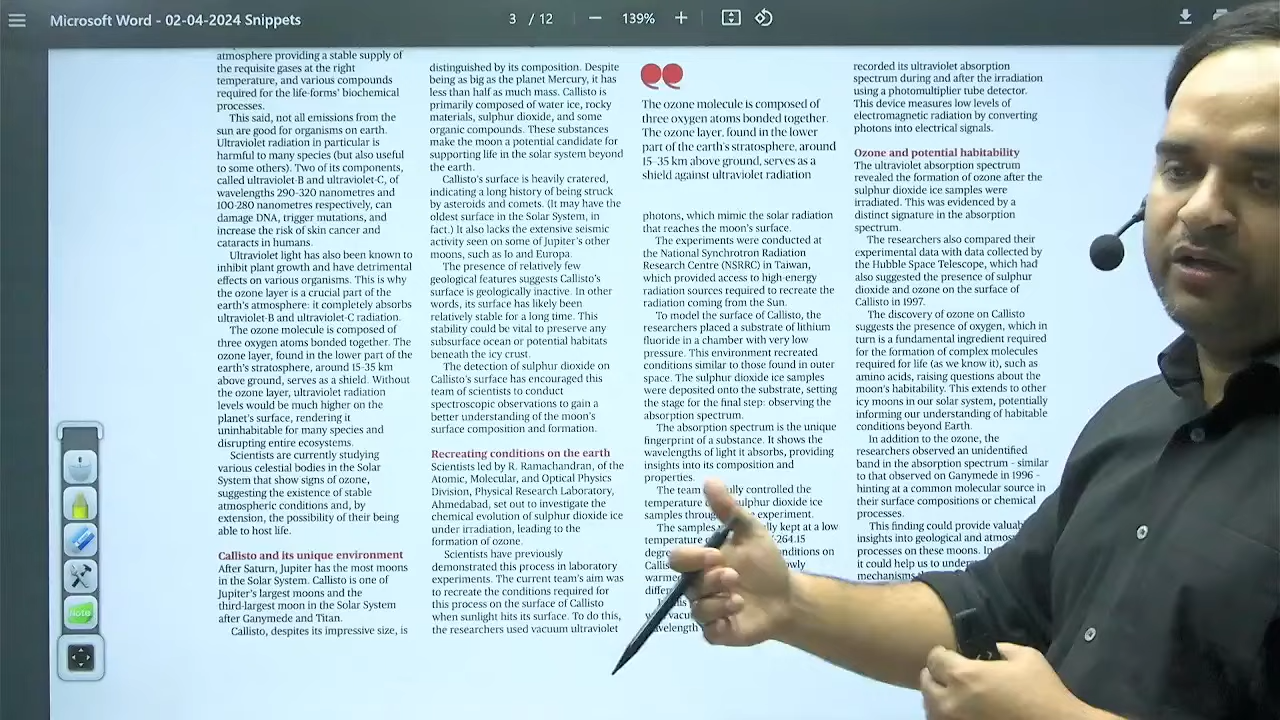 Microsoft Word - 02-04-2024 Snippets
3 / 12
139%
atmosphere providing a stable supply of
the requisite gases at the right
temperature, and various compounds
required for the life-forms' biochemical
processes.
This said, not all emissions from the
sun are good for organisms on earth.
Ultraviolet radiation in particular is
harmful to many species (but also useful
to some others). Two of its components,
called ultraviolet-B and ultraviolet-C, of
wavelengths 290-320 nanometres and
100-280 nanometres respectively, can
damage DNA, trigger mutations, and
increase the risk of skin cancer and
cataracts in humans.
Ultraviolet light has also been known to
inhibit plant growth and have detrimental
effects on various organisms. This is why
the ozone layer is a crucial part of the
earth's atmosphere: it completely absorbs
ultraviolet-B and ultraviolet-C radiation.
The ozone molecule is composed of
three oxygen atoms bonded together. The
ozone layer, found in the lower part of the
earth's stratosphere, around 15-35 km
above ground, serves as a shield. Without
the ozone layer, ultraviolet radiation
levels would be much higher on the
planet's surface, rendering it
uninhabitable for many species and
disrupting entire ecosystems.
Scientists are currently studying
various celestial bodies in the Solar
System that show signs of ozone,
suggesting the existence of stable
atmospheric conditions and, by
extension, the possibility of their being
able to host life.
Callisto and its unique environment
After Saturn, Jupiter has the most moons
in the Solar System. Callisto is one of
Jupiter's largest moons and the
third-largest moon in the Solar System
after Ganymede and Titan.
Callisto, despite its impressive size, is
distinguished by its composition. Despite
being as big as the planet Mercury, it has
less than half as much mass. Callisto is
primarily composed of water ice, rocky
materials, sulphur dioxide, and some
organic compounds. These substances
make the moon a potential candidate for
supporting life in the solar system beyond
the earth.
Callisto's surface is heavily cratered,
indicating a long history of being struck
by asteroids and comets. (It may have the
oldest surface in the Solar System, in
fact.) It also lacks the extensive seismic
activity seen on some of Jupiter's other
moons, such as Io and Europa.
The presence of relatively few
geological features suggests Callisto's
surface is geologically inactive. In other
words, its surface has likely been
relatively stable for a long time. This
stability could be vital to preserve any
subsurface ocean or potential habitats
beneath the icy crust.
The detection of sulphur dioxide on
Callisto's surface has encouraged this
team of scientists to conduct
spectroscopic observations to gain a
better understanding of the moon's
surface composition and formation.
Recreating conditions on the earth
Scientists led by R. Ramachandran, of the
Atomic, Molecular, and Optical Physics
Division, Physical Research Laboratory,
Ahmedabad, set out to investigate the
chemical evolution of sulphur dioxide ice
under irradiation, leading to the
formation of ozone.
Scientists have previously
demonstrated this process in laboratory
experiments. The current team's aim was
to recreate the conditions required for
this process on the surface of Callisto
when sunlight hits its surface. To do this,
the researchers used vacuum ultraviolet
The ozone molecule is composed of
three oxygen atoms bonded together.
The ozone layer, found in the lower
part of the earth's stratosphere, around
15-35 km above ground, serves as a
shield against ultraviolet radiation
photons, which mimic the solar radiation
that reaches the moon's surface.
The experiments were conducted at
the National Synchrotron Radiation
Research Centre (NSRRC) in Taiwan,
which provided access to high-energy
radiation sources required to recreate the
radiation coming from the Sun.
To model the surface of Callisto, the
researchers placed a substrate of lithium
fluoride in a chamber with very low
pressure. This environment recreated
conditions similar to those found in outer
space. The sulphur dioxide ice samples
were deposited onto the substrate, setting
the stage for the final step: observing the
absorption spectrum.
The absorption spectrum is the unique
fingerprint of a substance. It shows the
wavelengths of light it absorbs, providing
insights into its composition and
properties.
The team controlled the
temperature sulphur dioxide ice
samples experiment.
The samples kept at a low
temperature 264.15
conditions on
recorded its ultraviolet absorption
spectrum during and after the irradiation
using a photomultiplier tube detector.
This device measures low levels of
electromagnetic radiation by converting
photons into electrical signals.
Ozone and potential habitability
The ultraviolet absorption spectrum
revealed the formation of ozone after the
sulphur dioxide ice samples were
irradiated. This was evidenced by a
distinct signature in the absorption
spectrum.
The researchers also compared their
experimental data with data collected by
the Hubble Space Telescope, which had
also suggested the presence of sulphur
dioxide and ozone on the surface of
Callisto in 1997.
The discovery of ozone on Callisto
suggests the presence of oxygen, which in
turn is a fundamental ingredient required
for the formation of complex molecules
required for life (as we know it), such as
amino acids, raising questions about the
moon's habitability. This extends to other
icy moons in our solar system, potentially
informing our understanding of habitable
conditions beyond Earth.
In addition to the ozone, the
researchers observed an unidentified
band in the absorption spectrum – similar
to that observed on Ganymede in 1996 –
hinting at a common molecular source in
their surface compositions or chemical
processes.
This finding could provide
insights into geological and
processes on these moons. In
it could help us to
mechanisms
Note